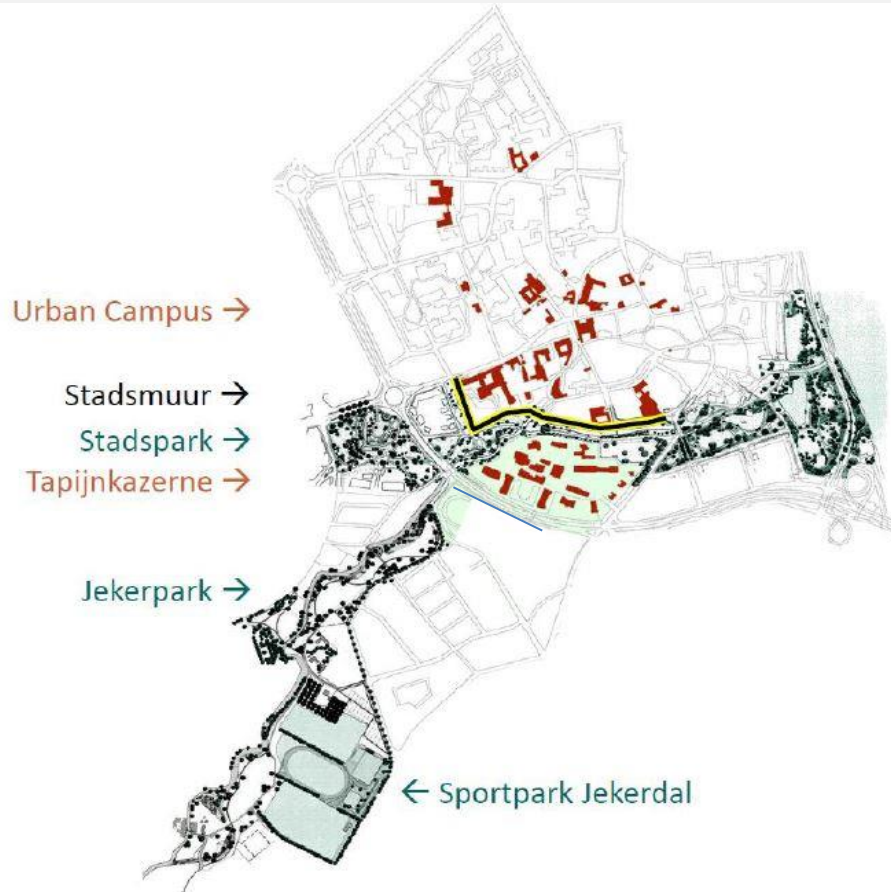 Urban Campus →
Stadsmuur →
Stadspark →
Tapijnkazerne →
Jekerpark →
← Sportpark Jekerdal